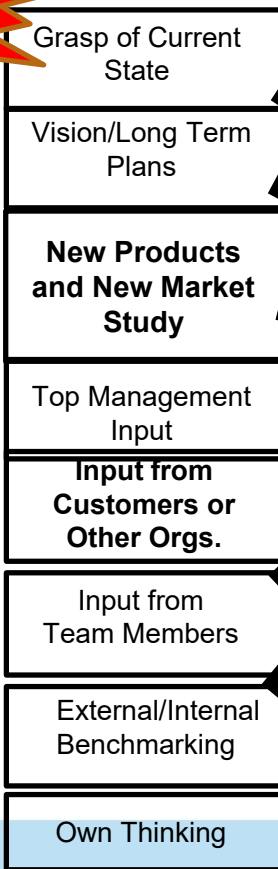 Grasp of Current
State
Vision/Long Term
Plans
New Products
and New Market
Study
Top Management
Input
Input from
Customers or
Other Orgs.
Input from
Team Members
External/Internal
Benchmarking
Own Thinking